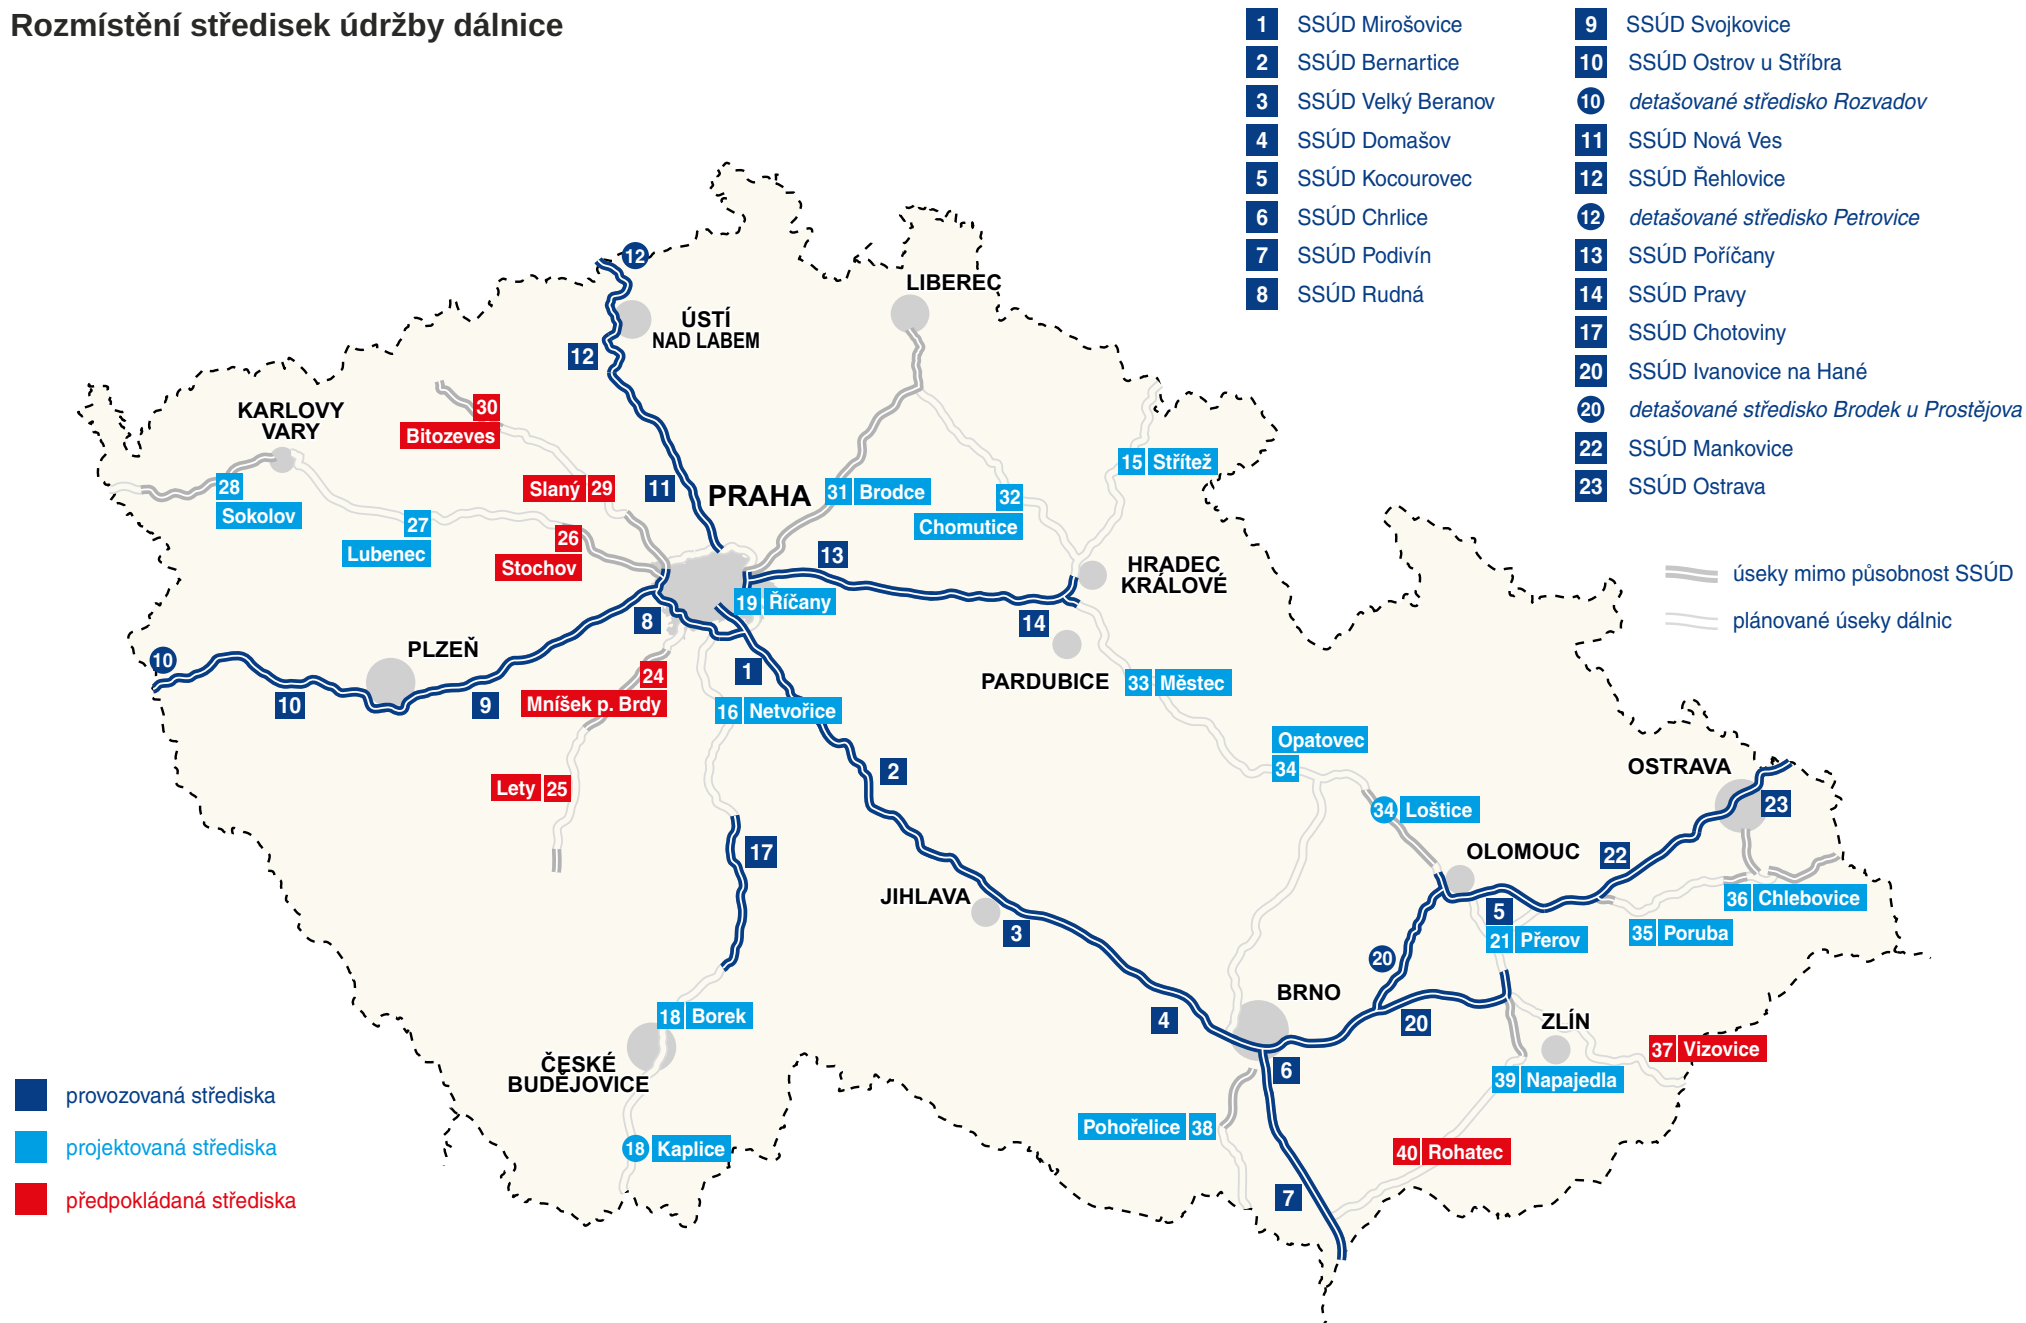 Rozmístění středisek údržby dálnice
1 SSÚD Mirošovice
2 SSÚD Bernartice
3 SSÚD Velký Beranov
4 SSÚD Domašov
5 SSÚD Kocourovec
6 SSÚD Chrlice
7 SSÚD Podivín
8 SSÚD Rudná
9 SSÚD Svojkovice
10 SSÚD Ostrov u Stříbra
10 detašované středisko Rozvadov
11 SSÚD Nová Ves
12 SSÚD Řehlovice
12 detašované středisko Petrovice
13 SSÚD Poříčany
14 SSÚD Pravy
17 SSÚD Chotoviny
20 SSÚD Ivanovice na Hané
20 detašované středisko Brodek u Prostějova
22 SSÚD Mankovice
23 SSÚD Ostrava
úseky mimo působnost SSÚD
plánované úseky dálnic
12
LIBEREC
ÚSTÍ
NAD LABEM
12
KARLOVY
VARY
30
Bitozeves
15 Střítež
28
Sokolov
Slaný 29
11
PRAHA
31 Brodce
32
Chomutice
27
Lubenec
26
Stochov
13
HRADEC
KRÁLOVÉ
19 Říčany
8
14
PLZEŇ
10
10
9
24
Mníšek p. Brdy
1
16 Netvořice
PARDUBICE
33 Městec
Opatovec
34
2
Lety 25
OSTRAVA
23
34 Loštice
17
OLOMOUC
22
JIHLAVA
3
5
21 Přerov
36 Chlebovice
35 Poruba
20
BRNO
18 Borek
4
20
ZLÍN
37 Vizovice
ČESKÉ
BUDĚJOVICE
6
39 Napajedla
Pohořelice 38
18 Kaplice
40 Rohatec
7
provozovaná střediska
projektovaná střediska
předpokládaná střediska